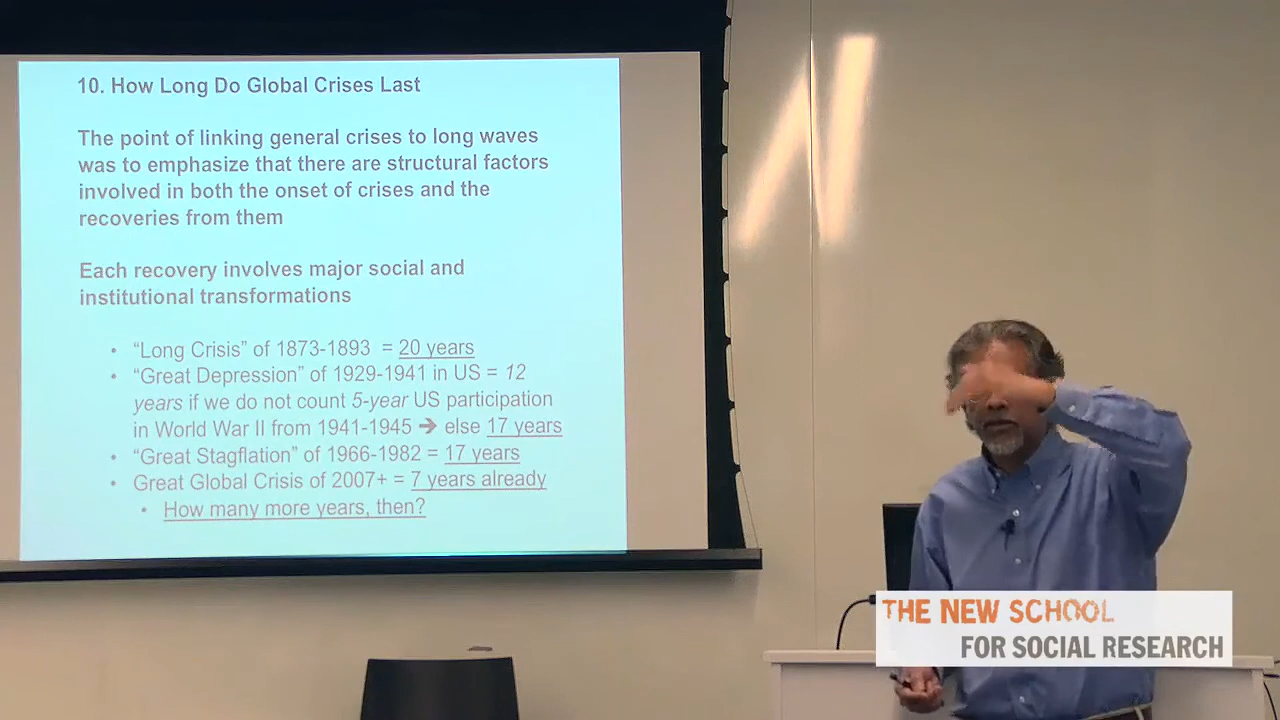 10. How Long Do Global Crises Last
The point of linking general crises to long waves
was to emphasize that there are structural factors
involved in both the onset of crises and the
recoveries from them
Each recovery involves major social and
institutional transformations
• “Long Crisis” of 1873-1893 = 20 years
• “Great Depression” of 1929-1941 in US = 12
years if we do not count 5-year US participation
in World War II from 1941-1945 ➔ else 17 years
• “Great Stagflation” of 1966-1982 = 17 years
• Great Global Crisis of 2007+ = 7 years already
• How many more years, then?
THE NEW SCHOOL
FOR SOCIAL RESEARCH